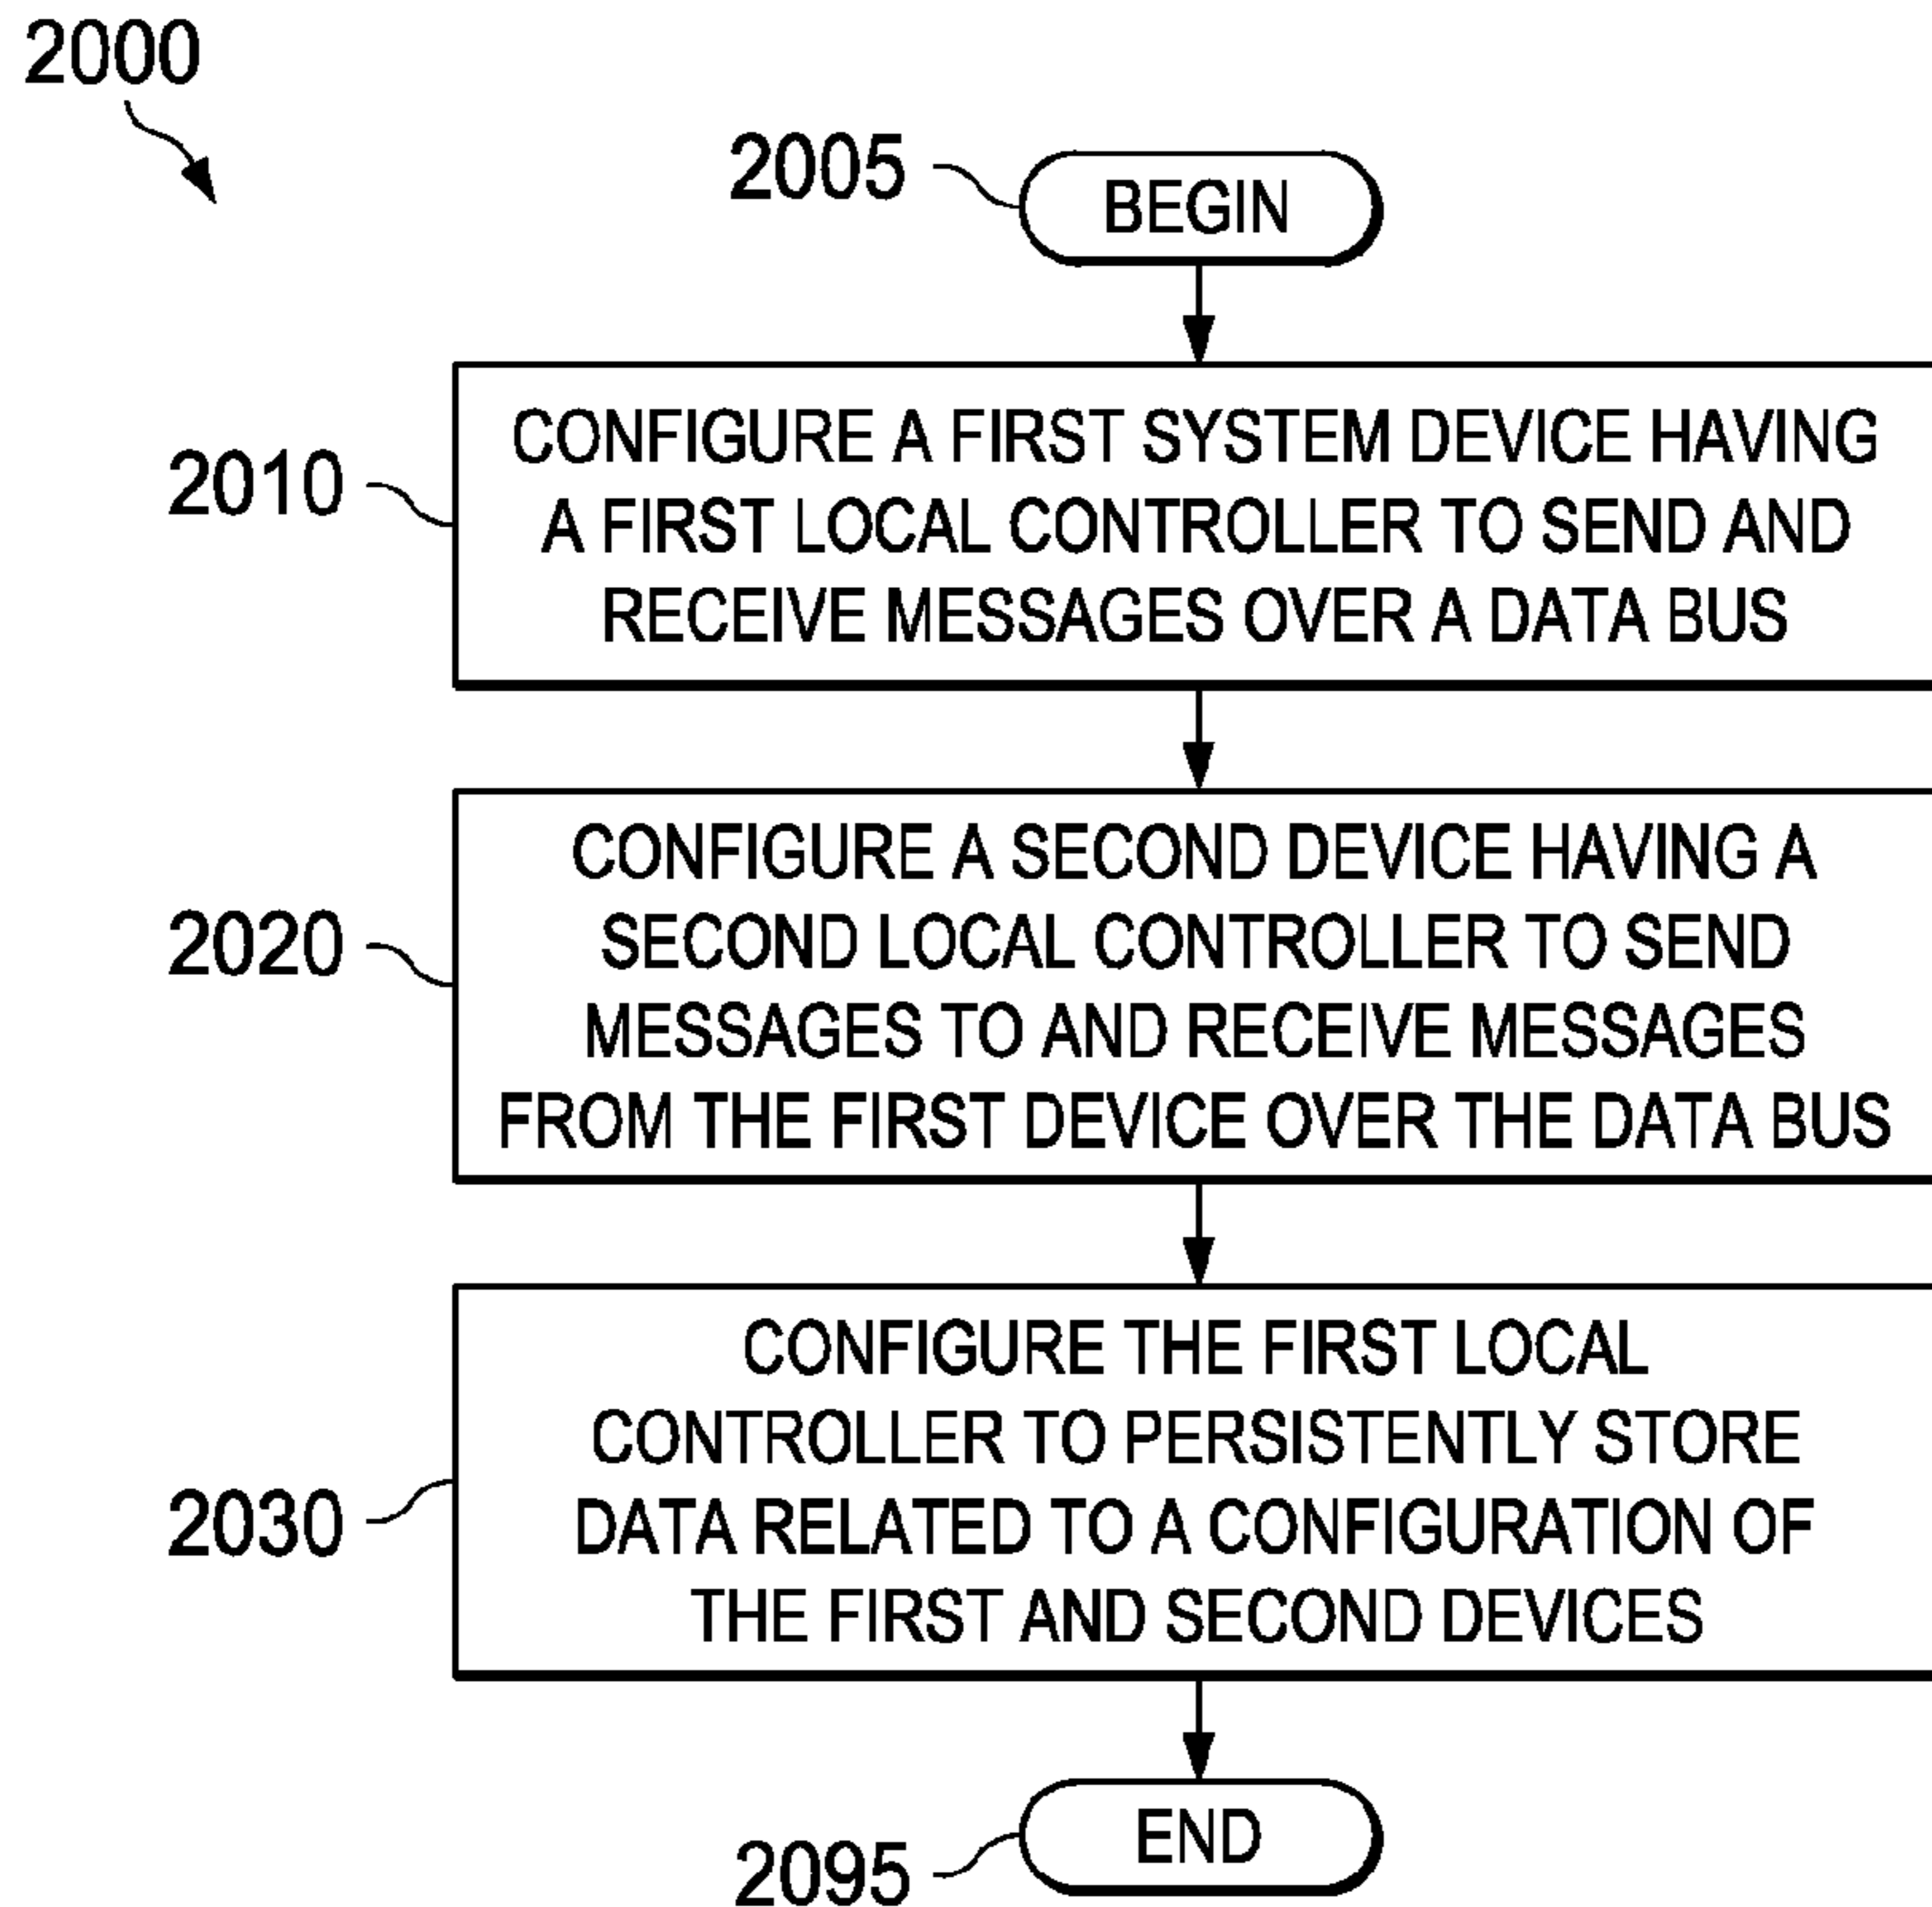 2000
2005
BEGIN
2010
CONFIGURE A FIRST SYSTEM DEVICE HAVING
A FIRST LOCAL CONTROLLER TO SEND AND
RECEIVE MESSAGES OVER A DATA BUS
2020
CONFIGURE A SECOND DEVICE HAVING A
SECOND LOCAL CONTROLLER TO SEND
MESSAGES TO AND RECEIVE MESSAGES
FROM THE FIRST DEVICE OVER THE DATA BUS
2030
CONFIGURE THE FIRST LOCAL
CONTROLLER TO PERSISTENTLY STORE
DATA RELATED TO A CONFIGURATION OF
THE FIRST AND SECOND DEVICES
END
2095